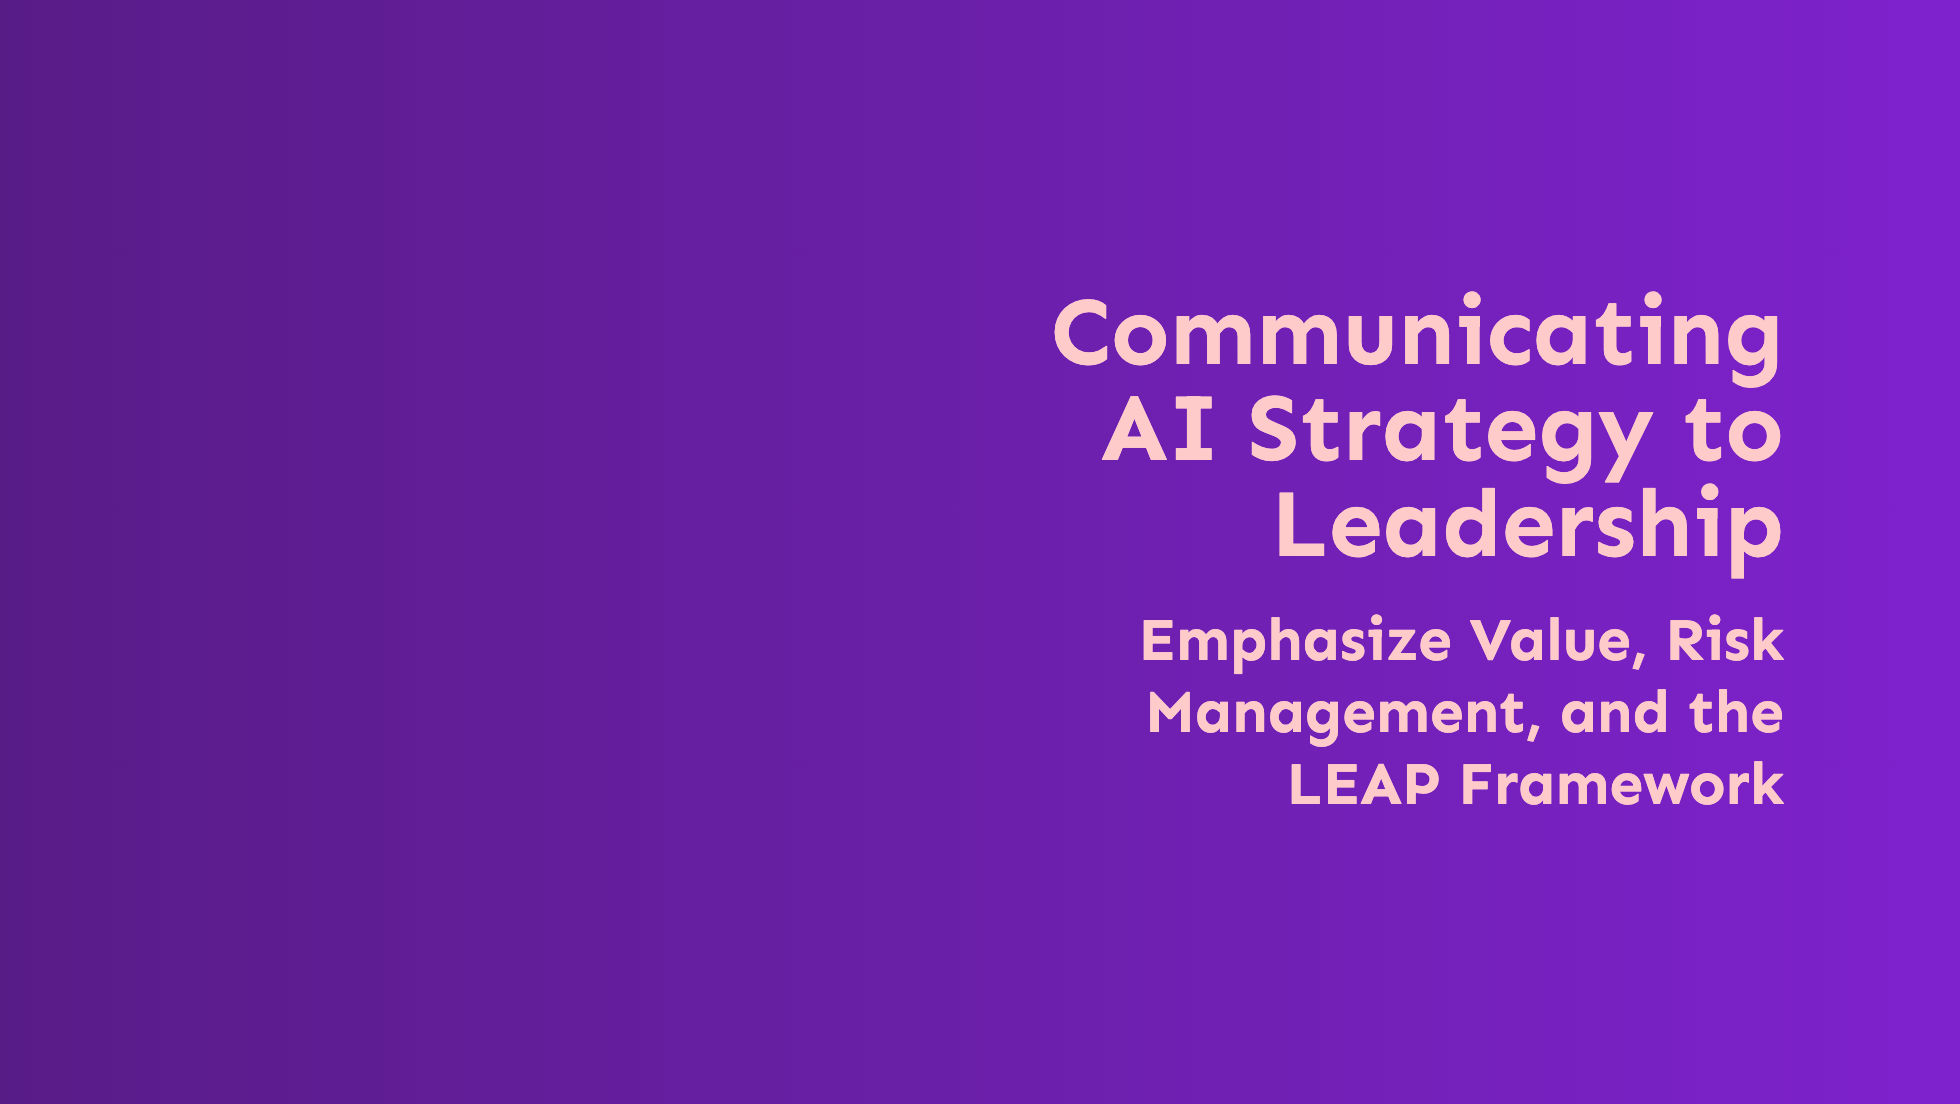 Communicating
AI Strategy to
Leadership
Emphasize Value, Risk
Management, and the
LEAP Framework